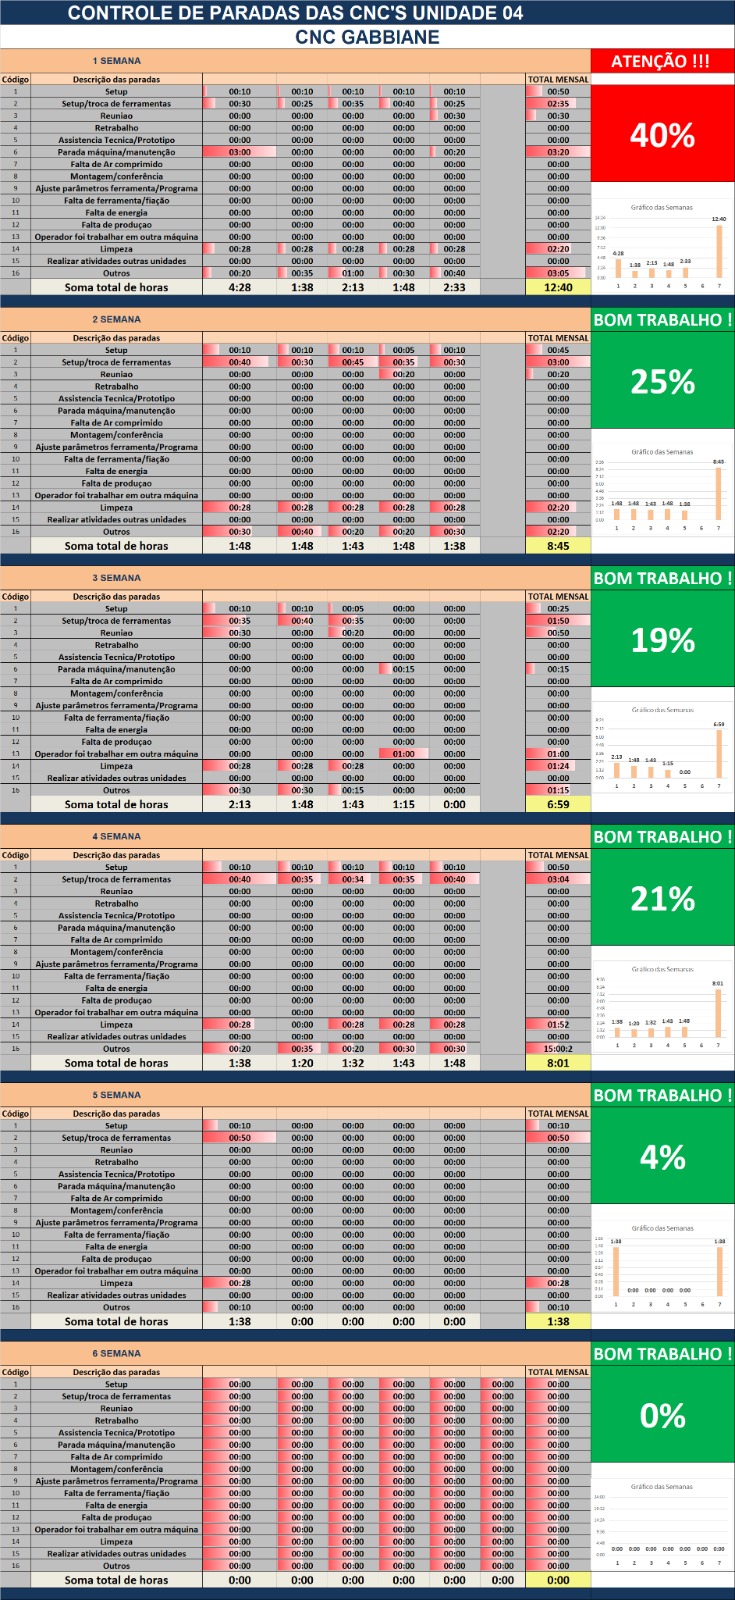 CONTROLE DE PARADAS DAS CNC'S UNIDADE 04
CNC GABBIANE
1 SEMANA ATENÇÃO !!!
Código Descrição das paradas TOTAL MENSAL
1 Setup 00:10 00:10 00:10 00:10 00:10 00:50
2 Setup/troca de ferramentas 00:30 00:25 00:35 00:40 00:25 02:35
3 Reuniao 00:00 00:00 00:00 00:00 00:30 00:30
4 Retrabalho 00:00 00:00 00:00 00:00 00:00 00:00
5 Assistencia Tecnica/Prototipo 00:00 00:00 00:00 00:00 00:00 00:00
6 Parada máquina/manutenção 03:00 00:00 00:00 00:00 00:20 03:20
7 Falta de Ar comprimido 00:00 00:00 00:00 00:00 00:00 00:00
8 Montagem/conferência 00:00 00:00 00:00 00:00 00:00 00:00
9 Ajuste parâmetros ferramenta/Programa 00:00 00:00 00:00 00:00 00:00 00:00
10 Falta de ferramenta/fiação 00:00 00:00 00:00 00:00 00:00 00:00
11 Falta de energia 00:00 00:00 00:00 00:00 00:00 00:00
12 Falta de produçao 00:00 00:00 00:00 00:00 00:00 00:00
13 Operador foi trabalhar em outra máquina 00:00 00:00 00:00 00:00 00:00 00:00
14 Limpeza 00:28 00:28 00:28 00:28 00:28 02:20
15 Realizar atividades outras unidades 00:00 00:00 00:00 00:00 00:00 00:00
16 Outros 00:20 00:35 01:00 00:30 00:40 03:05
Soma total de horas 4:28 1:38 2:13 1:48 2:33 12:40
40%
Gráfico das Semanas
4:28 1:38 2:13 1:48 2:33 12:40
1 2 3 4 5 6 7
2 SEMANA BOM TRABALHO !
Código Descrição das paradas TOTAL MENSAL
1 Setup 00:10 00:10 00:10 00:05 00:10 00:45
2 Setup/troca de ferramentas 00:40 00:30 00:45 00:35 00:30 03:00
3 Reuniao 00:00 00:00 00:00 00:20 00:00 00:20
4 Retrabalho 00:00 00:00 00:00 00:00 00:00 00:00
5 Assistencia Tecnica/Prototipo 00:00 00:00 00:00 00:00 00:00 00:00
6 Parada máquina/manutenção 00:00 00:00 00:00 00:00 00:00 00:00
7 Falta de Ar comprimido 00:00 00:00 00:00 00:00 00:00 00:00
8 Montagem/conferência 00:00 00:00 00:00 00:00 00:00 00:00
9 Ajuste parâmetros ferramenta/Programa 00:00 00:00 00:00 00:00 00:00 00:00
10 Falta de ferramenta/fiação 00:00 00:00 00:00 00:00 00:00 00:00
11 Falta de energia 00:00 00:00 00:00 00:00 00:00 00:00
12 Falta de produçao 00:00 00:00 00:00 00:00 00:00 00:00
13 Operador foi trabalhar em outra máquina 00:00 00:00 00:00 00:00 00:00 00:00
14 Limpeza 00:28 00:28 00:28 00:28 00:28 02:20
15 Realizar atividades outras unidades 00:00 00:00 00:00 00:00 00:00 00:00
16 Outros 00:30 00:40 00:20 00:20 00:30 02:20
Soma total de horas 1:48 1:48 1:43 1:48 1:38 8:45
25%
Gráfico das Semanas
1:48 1:48 1:43 1:48 1:38 8:45
1 2 3 4 5 6 7
3 SEMANA BOM TRABALHO !
Código Descrição das paradas TOTAL MENSAL
1 Setup 00:10 00:10 00:05 00:00 00:00 00:25
2 Setup/troca de ferramentas 00:35 00:40 00:35 00:00 00:00 01:50
3 Reuniao 00:30 00:00 00:20 00:00 00:00 00:50
4 Retrabalho 00:00 00:00 00:00 00:00 00:00 00:00
5 Assistencia Tecnica/Prototipo 00:00 00:00 00:00 00:00 00:00 00:00
6 Parada máquina/manutenção 00:00 00:00 00:00 00:15 00:00 00:15
7 Falta de Ar comprimido 00:00 00:00 00:00 00:00 00:00 00:00
8 Montagem/conferência 00:00 00:00 00:00 00:00 00:00 00:00
9 Ajuste parâmetros ferramenta/Programa 00:00 00:00 00:00 00:00 00:00 00:00
10 Falta de ferramenta/fiação 00:00 00:00 00:00 00:00 00:00 00:00
11 Falta de energia 00:00 00:00 00:00 00:00 00:00 00:00
12 Falta de produçao 00:00 00:00 00:00 00:00 00:00 00:00
13 Operador foi trabalhar em outra máquina 00:00 00:00 00:00 01:00 00:00 01:00
14 Limpeza 00:28 00:28 00:28 00:00 00:00 01:24
15 Realizar atividades outras unidades 00:00 00:00 00:00 00:00 00:00 00:00
16 Outros 00:30 00:30 00:15 00:00 00:00 01:15
Soma total de horas 2:13 1:48 1:43 1:15 0:00 6:59
19%
Gráfico das Semanas
2:13 1:48 1:43 1:15 0:00 6:59
1 2 3 4 5 6 7
4 SEMANA BOM TRABALHO !
Código Descrição das paradas TOTAL MENSAL
1 Setup 00:10 00:10 00:10 00:10 00:10 00:50
2 Setup/troca de ferramentas 00:40 00:35 00:34 00:35 00:40 03:04
3 Reuniao 00:00 00:00 00:00 00:00 00:00 00:00
4 Retrabalho 00:00 00:00 00:00 00:00 00:00 00:00
5 Assistencia Tecnica/Prototipo 00:00 00:00 00:00 00:00 00:00 00:00
6 Parada máquina/manutenção 00:00 00:00 00:00 00:00 00:00 00:00
7 Falta de Ar comprimido 00:00 00:00 00:00 00:00 00:00 00:00
8 Montagem/conferência 00:00 00:00 00:00 00:00 00:00 00:00
9 Ajuste parâmetros ferramenta/Programa 00:00 00:00 00:00 00:00 00:00 00:00
10 Falta de ferramenta/fiação 00:00 00:00 00:00 00:00 00:00 00:00
11 Falta de energia 00:00 00:00 00:00 00:00 00:00 00:00
12 Falta de produçao 00:00 00:00 00:00 00:00 00:00 00:00
13 Operador foi trabalhar em outra máquina 00:00 00:00 00:00 00:00 00:00 00:00
14 Limpeza 00:28 00:00 00:28 00:28 00:28 01:52
15 Realizar atividades outras unidades 00:00 00:00 00:00 00:00 00:00 00:00
16 Outros 00:20 00:35 00:20 00:30 00:30 15:00:2
Soma total de horas 1:38 1:20 1:32 1:43 1:48 8:01
21%
Gráfico das Semanas
1:38 1:20 1:32 1:43 1:48 8:01
1 2 3 4 5 6 7
5 SEMANA BOM TRABALHO !
Código Descrição das paradas TOTAL MENSAL
1 Setup 00:10 00:00 00:00 00:00 00:00 00:10
2 Setup/troca de ferramentas 00:50 00:00 00:00 00:00 00:00 00:50
3 Reuniao 00:00 00:00 00:00 00:00 00:00 00:00
4 Retrabalho 00:00 00:00 00:00 00:00 00:00 00:00
5 Assistencia Tecnica/Prototipo 00:00 00:00 00:00 00:00 00:00 00:00
6 Parada máquina/manutenção 00:00 00:00 00:00 00:00 00:00 00:00
7 Falta de Ar comprimido 00:00 00:00 00:00 00:00 00:00 00:00
8 Montagem/conferência 00:00 00:00 00:00 00:00 00:00 00:00
9 Ajuste parâmetros ferramenta/Programa 00:00 00:00 00:00 00:00 00:00 00:00
10 Falta de ferramenta/fiação 00:00 00:00 00:00 00:00 00:00 00:00
11 Falta de energia 00:00 00:00 00:00 00:00 00:00 00:00
12 Falta de produçao 00:00 00:00 00:00 00:00 00:00 00:00
13 Operador foi trabalhar em outra máquina 00:00 00:00 00:00 00:00 00:00 00:00
14 Limpeza 00:28 00:00 00:00 00:00 00:00 00:28
15 Realizar atividades outras unidades 00:00 00:00 00:00 00:00 00:00 00:00
16 Outros 00:10 00:00 00:00 00:00 00:00 00:10
Soma total de horas 1:38 0:00 0:00 0:00 0:00 1:38
4%
Gráfico das Semanas
1:38 0:00 0:00 0:00 0:00 1:38
1 2 3 4 5 6 7
6 SEMANA BOM TRABALHO !
Código Descrição das paradas TOTAL MENSAL
1 Setup 00:00 00:00 00:00 00:00 00:00 00:00 00:00
2 Setup/troca de ferramentas 00:00 00:00 00:00 00:00 00:00 00:00 00:00
3 Reuniao 00:00 00:00 00:00 00:00 00:00 00:00 00:00
4 Retrabalho 00:00 00:00 00:00 00:00 00:00 00:00 00:00
5 Assistencia Tecnica/Prototipo 00:00 00:00 00:00 00:00 00:00 00:00 00:00
6 Parada máquina/manutenção 00:00 00:00 00:00 00:00 00:00 00:00 00:00
7 Falta de Ar comprimido 00:00 00:00 00:00 00:00 00:00 00:00 00:00
8 Montagem/conferência 00:00 00:00 00:00 00:00 00:00 00:00 00:00
9 Ajuste parâmetros ferramenta/Programa 00:00 00:00 00:00 00:00 00:00 00:00 00:00
10 Falta de ferramenta/fiação 00:00 00:00 00:00 00:00 00:00 00:00 00:00
11 Falta de energia 00:00 00:00 00:00 00:00 00:00 00:00 00:00
12 Falta de produçao 00:00 00:00 00:00 00:00 00:00 00:00 00:00
13 Operador foi trabalhar em outra máquina 00:00 00:00 00:00 00:00 00:00 00:00 00:00
14 Limpeza 00:00 00:00 00:00 00:00 00:00 00:00 00:00
15 Realizar atividades outras unidades 00:00 00:00 00:00 00:00 00:00 00:00 00:00
16 Outros 00:00 00:00 00:00 00:00 00:00 00:00 00:00
Soma total de horas 0:00 0:00 0:00 0:00 0:00 0:00 0:00
0%
Gráfico das Semanas
0:00 0:00 0:00 0:00 0:00 0:00 0:00
1 2 3 4 5 6 7